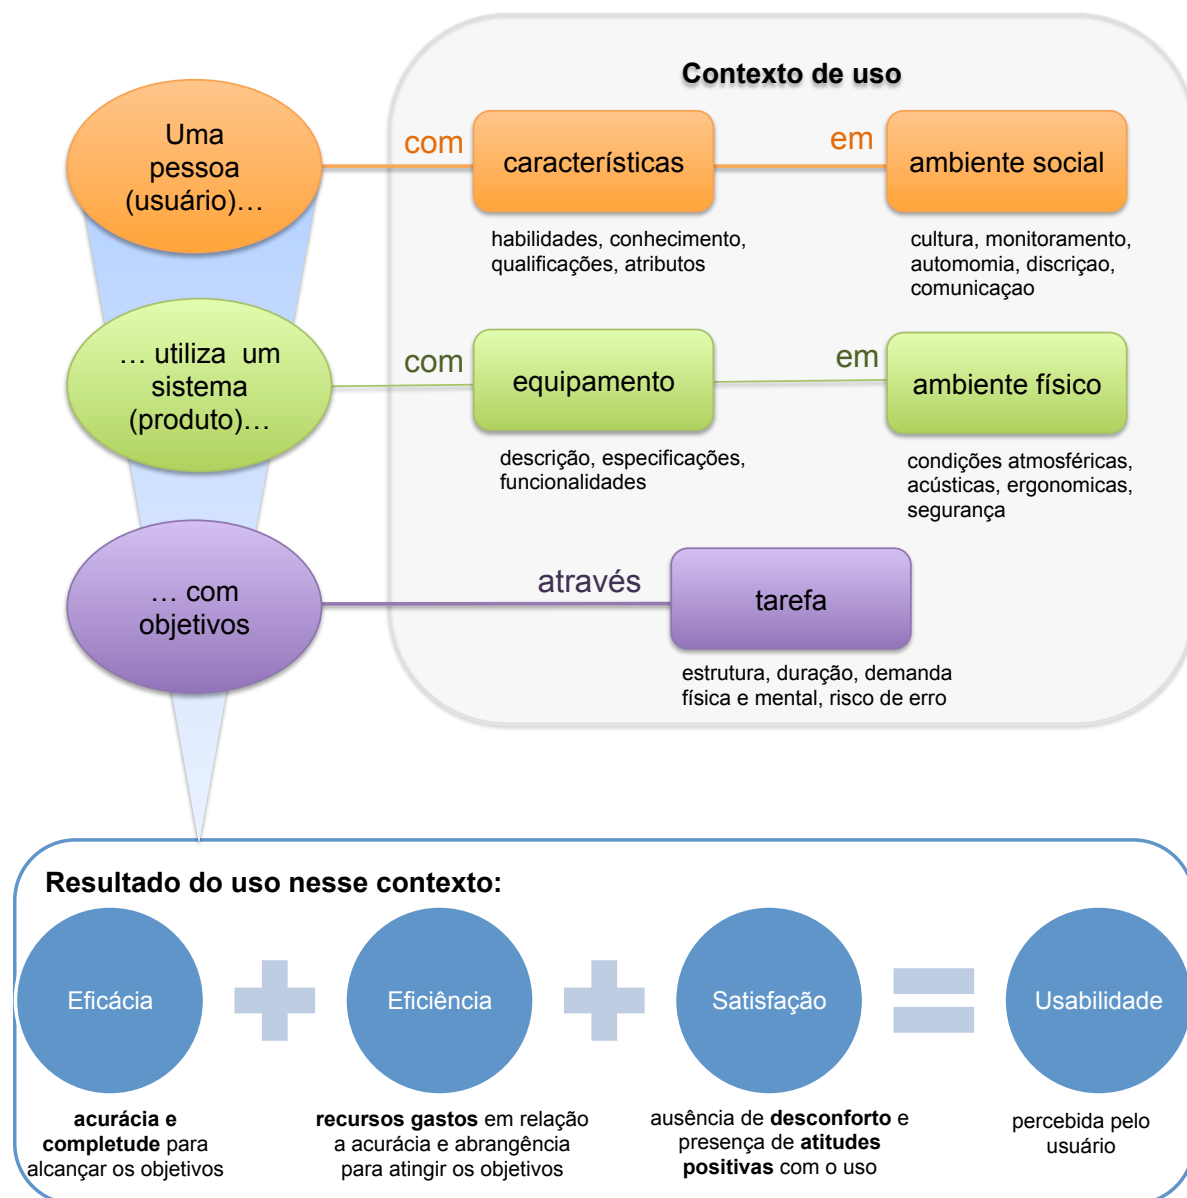 Contexto de uso
Uma
pessoa
(usuário)…
com
características
em
ambiente social
habilidades, conhecimento,
qualificações, atributos
cultura, monitoramento,
automomia, discriçao,
comunicaçao
… utiliza um
sistema
(produto)…
com
equipamento
em
ambiente físico
descrição, especificações,
funcionalidades
condições atmosféricas,
acústicas, ergonomicas,
segurança
… com
objetivos
através
tarefa
estrutura, duração, demanda
física e mental, risco de erro
Resultado do uso nesse contexto:
Eficácia
Eficiência
Satisfação
Usabilidade
acurácia e
completude para
alcançar os objetivos
recursos gastos em relação
a acurácia e abrangência
para atingir os objetivos
ausência de desconforto e
presença de atitudes
positivas com o uso
percebida pelo
usuário